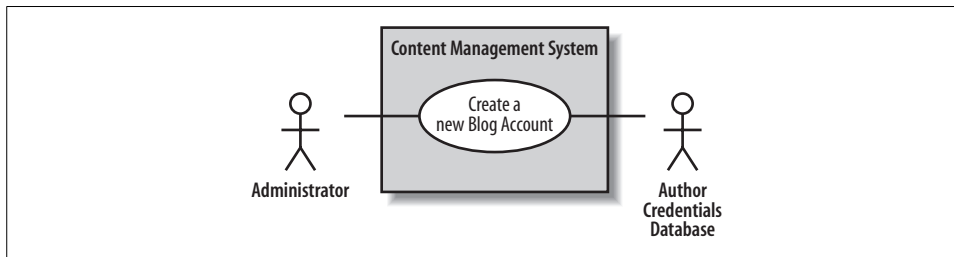 Content Management System
Create a
new Blog Account
Administrator
Author
Credentials
Database